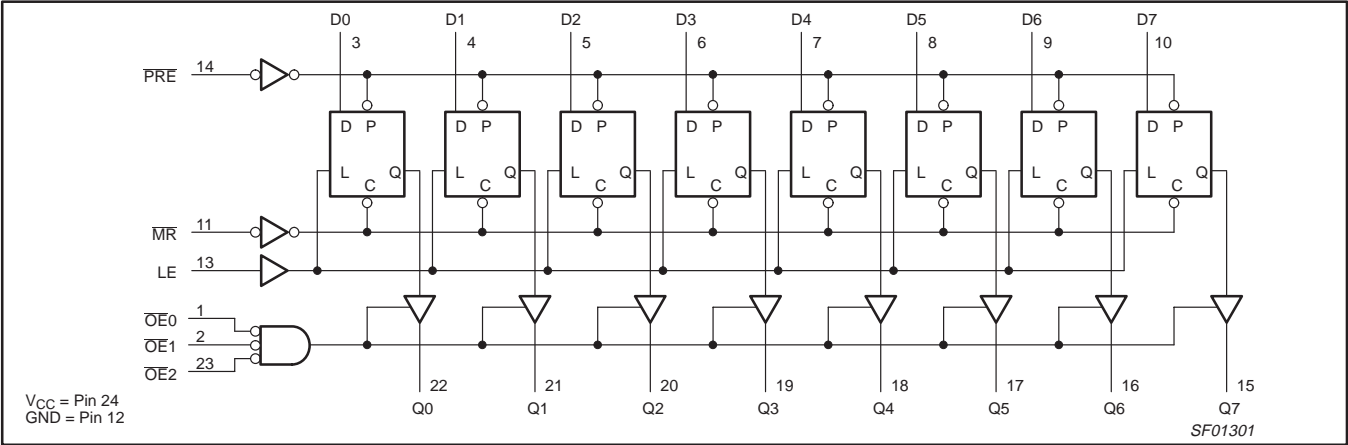 D0 D1 D2 D3 D4 D5 D6 D7
3 4 5 6 7 8 9 10
PRE 14
D P D P D P D P D P D P D P D P
L Q L Q L Q L Q L Q L Q L Q L Q
C C C C C C C C
MR 11
LE 13
OE0 1
OE1 2
OE2 23
22 21 20 19 18 17 16 15
Q0 Q1 Q2 Q3 Q4 Q5 Q6 Q7
VCC = Pin 24
GND = Pin 12
SF01301